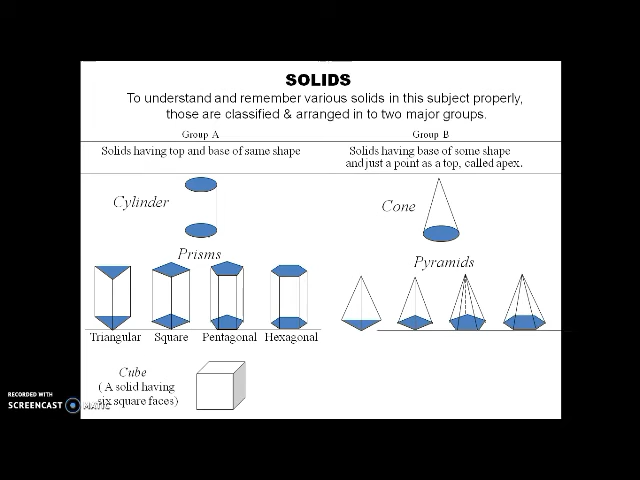 SOLIDS
To understand and remember various solids in this subject properly,
those are classified & arranged in to two major groups.
Group A
Solids having top and base of same shape
Group B
Solids having base of some shape
and just a point as a top, called apex.
Cylinder
Prisms
Triangular Square Pentagonal Hexagonal
Cube
( A solid having
six square faces)
Cone
Pyramids
RECORDED WITH
SCREENCAST MATIC